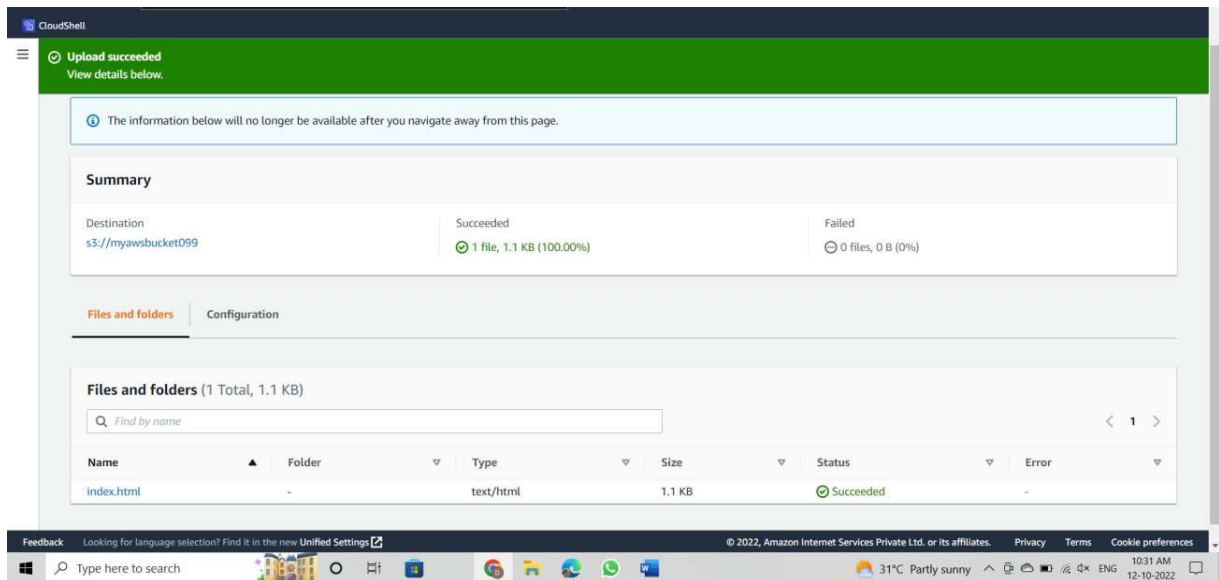 CloudShell
Upload succeeded
View details below.
The information below will no longer be available after you navigate away from this page.
Summary
Destination Succeeded Failed
s3://myawsbucket099 1 file, 1.1 KB (100.00%) 0 files, 0 B (0%)
Files and folders Configuration
Files and folders (1 Total, 1.1 KB)
Find by name 1
Name Folder Type Size Status Error
index.html - text/html 1.1 KB Succeeded -
Feedback Looking for language selection? Find it in the new Unified Settings © 2022, Amazon Internet Services Private Ltd. or its affiliates. Privacy Terms Cookie preferences
Type here to search 31°C Partly sunny ENG 10:31 AM
12-10-2022